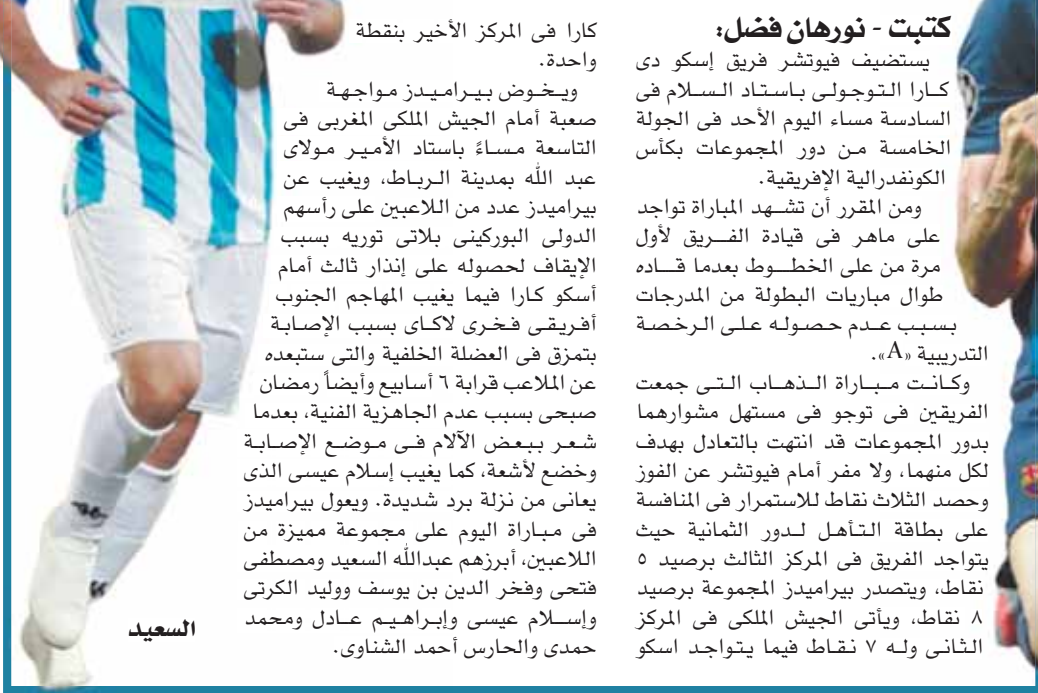 كتبت - نورهان فضل:
يستضيف فيوتشر فريق إسكو دى
كارا التوجولى باستاد السلام فى
السادسة مساء اليوم الأحد فى الجولة
الخامسة من دور المجموعات بكأس
الكونفدرالية الإفريقية.
ومن المقرر أن تشهد المباراة تواجد
على ماهر فى قيادة الفريق لأول
مرة من على الخطوط بعدما قاده
طوال مباريات البطولة من المدرجات
بسبب عدم حصوله على الرخصة
التدريبية «A».
وكانت مباراة الذهاب التى جمعت
الفريقين فى توجو فى مستهل مشوارهما
بدور المجموعات قد انتهت بالتعادل بهدف
لكل منهما، ولا مفر أمام فيوتشر عن الفوز
وحصد الثلاث نقاط للاستمرار فى المنافسة
على بطاقة التأهل لدور الثمانية حيث
يتواجد الفريق فى المركز الثالث برصيد ٥
نقاط، ويتصدر بيراميدز المجموعة برصيد
٨ نقاط، ويأتى الجيش الملكى فى المركز
الثانى وله ٧ نقاط فيما يتواجد اسكو
كارا فى المركز الأخير بنقطة
واحدة.
ويخوض بيراميدز مواجهة
صعبة أمام الجيش الملكى المغربى فى
التاسعة مساءً باستاد الأمير مولاى
عبد الله بمدينة الرباط، ويغيب عن
بيراميدز عدد من اللاعبين على رأسهم
الدولى البوركينى بلاتى توريه بسبب
الإيقاف لحصوله على إنذار ثالث أمام
أسكو كارا فيما يغيب المهاجم الجنوب
أفريقى فخرى لاكاى بسبب الإصابة
بتمزق فى العضلة الخلفية والتى ستبعده
عن الملاعب قرابة ٦ أسابيع وأيضاً رمضان
صبحى بسبب عدم الجاهزية الفنية، بعدما
شعر ببعض الآلام فى موضع الإصابة
وخضع لأشعة، كما يغيب إسلام عيسى الذى
يعانى من نزلة برد شديدة. ويعول بيراميدز
فى مباراة اليوم على مجموعة مميزة من
اللاعبين، أبرزهم عبدالله السعيد ومصطفى
فتحى وفخر الدين بن يوسف ووليد الكرتى
وإسلام عيسى وإبراهيم عادل ومحمد
حمدى والحارس أحمد الشناوى.
السعيد